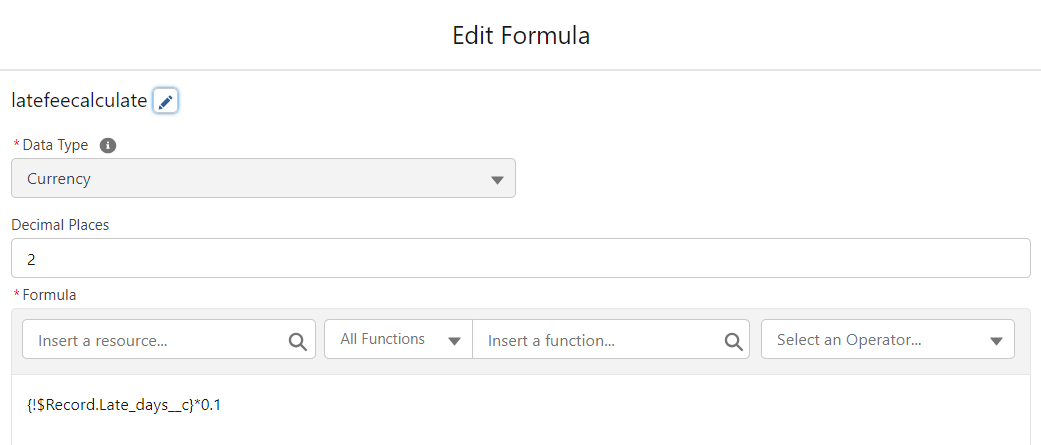 Edit Formula
latefeecalculate
* Data Type
Currency
Decimal Places
2
* Formula
Insert a resource... All Functions Insert a function... Select an Operator...
{!$Record.Late_days__c}*0.1